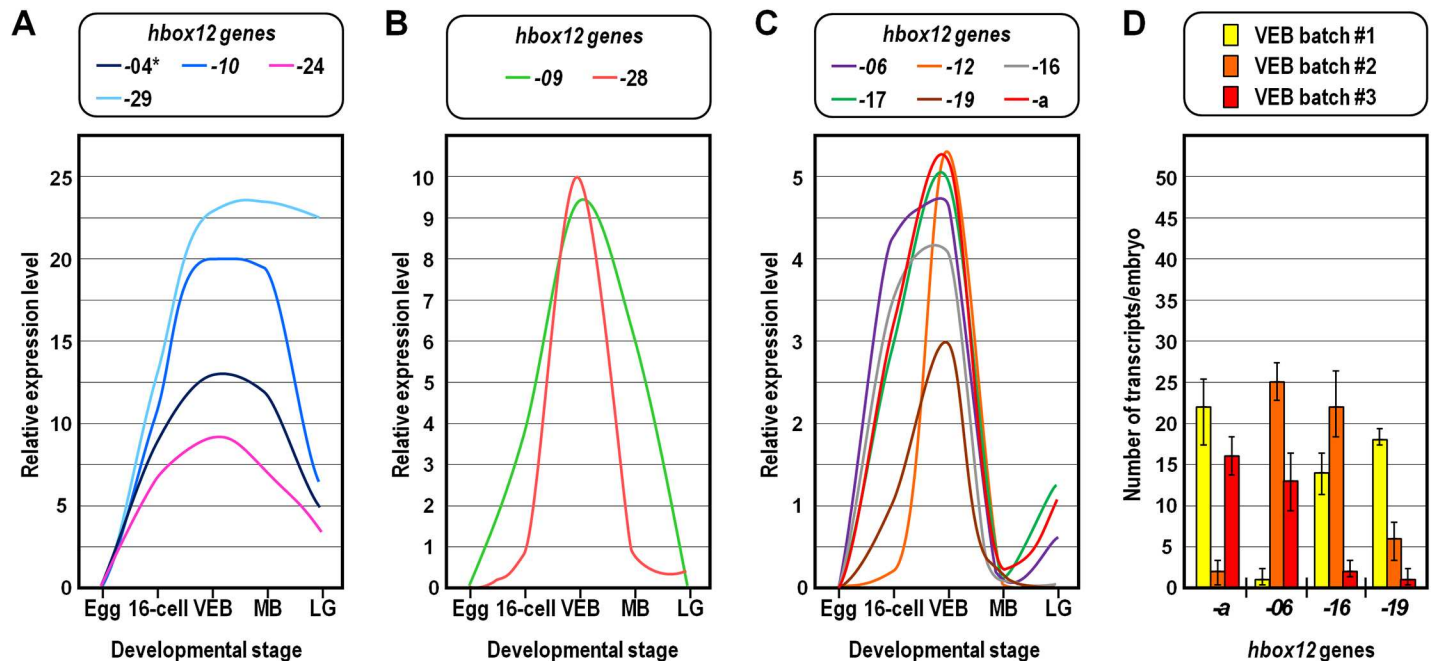 A
hbox12 genes
-04* -10 -24
-29
Relative expression level
25
20
15
10
5
0
Egg 16-cell VEB MB LG
Developmental stage
B
hbox12 genes
-09 -28
Relative expression level
10
9
8
7
6
5
4
3
2
1
0
Egg 16-cell VEB MB LG
Developmental stage
C
hbox12 genes
-06 -12 -16
-17 -19 -a
Relative expression level
5
4
3
2
1
0
Egg 16-cell VEB MB LG
Developmental stage
D
VEB batch #1
VEB batch #2
VEB batch #3
Number of transcripts/embryo
50
45
40
35
30
25
20
15
10
5
0
-a -06 -16 -19
hbox12 genes